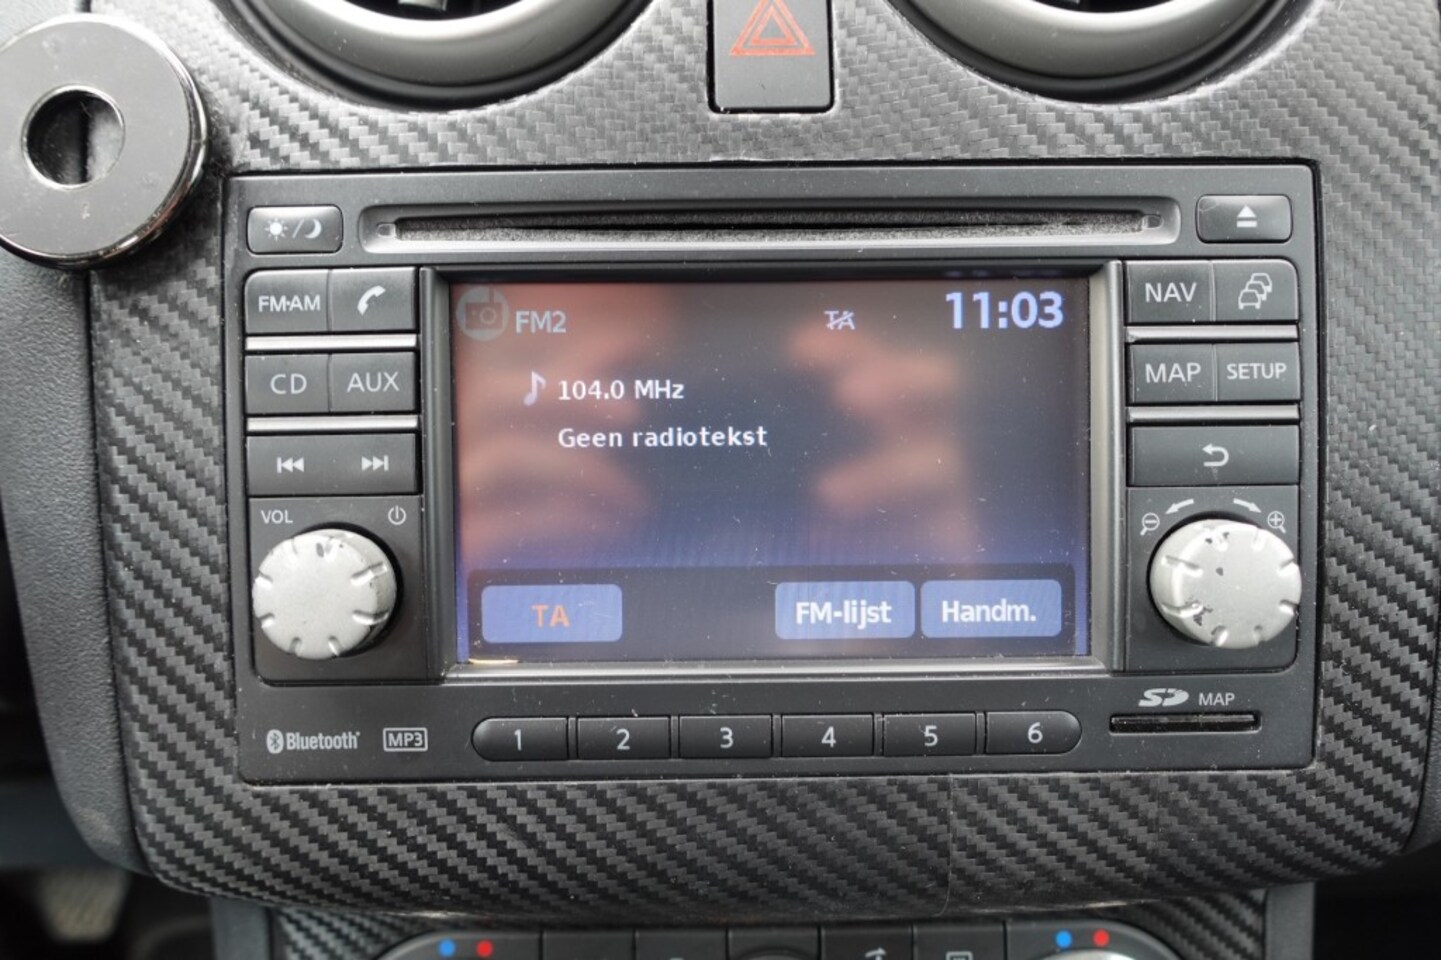 FM·AM
CD
AUX
VOL
FM2
TA
11:03
104.0 MHz
Geen radiotekst
TA
FM-lijst
Handm.
NAV
MAP
SETUP
Bluetooth
MP3
1
2
3
4
5
6
SD MAP